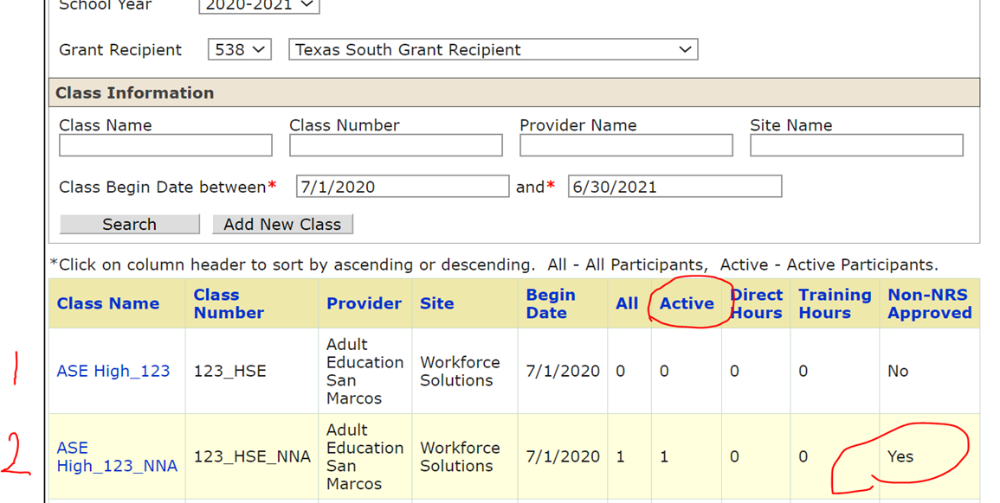 School Year 2020-2021
Grant Recipient 538 Texas South Grant Recipient
Class Information
Class Name Class Number Provider Name Site Name
Class Begin Date between* 7/1/2020 and* 6/30/2021
Search Add New Class
*Click on column header to sort by ascending or descending. All - All Participants, Active - Active Participants.
Class Name
Class
Number
Provider
Site
Begin
Date
All
Active
Direct
Hours
Training
Hours
Non-NRS
Approved
1
ASE High_123
123_HSE
Adult
Education
San
Marcos
Workforce
Solutions
7/1/2020
0
0
0
0
No
2
ASE
High_123_NNA
123_HSE_NNA
Adult
Education
San
Marcos
Workforce
Solutions
7/1/2020
1
1
0
0
Yes